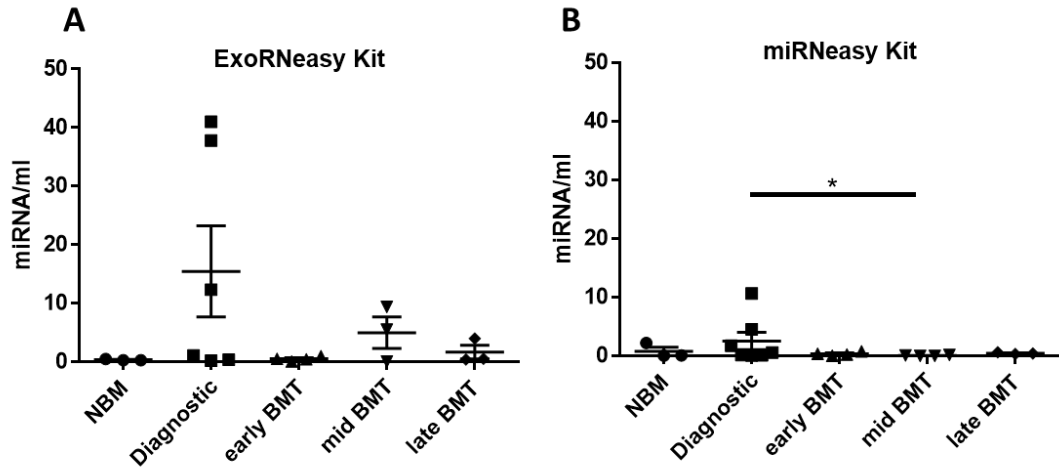 A
ExoRNeasy Kit
miRNA/ml
50
40
30
20
10
0
NBM
Diagnostic
early BMT
mid BMT
late BMT
B
miRNeasy Kit
miRNA/ml
50
40
30
20
10
0
*
NBM
Diagnostic
early BMT
mid BMT
late BMT